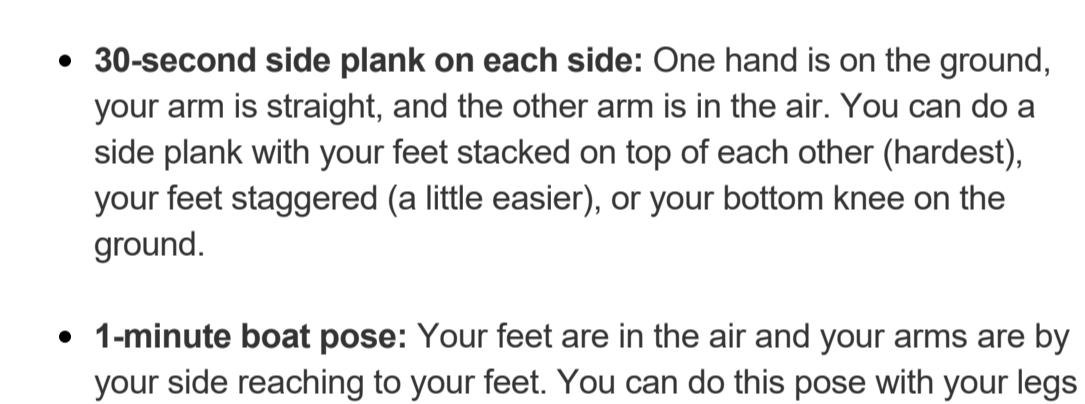 • 30-second side plank on each side: One hand is on the ground,
your arm is straight, and the other arm is in the air. You can do a
side plank with your feet stacked on top of each other (hardest),
your feet staggered (a little easier), or your bottom knee on the
ground.
• 1-minute boat pose: Your feet are in the air and your arms are by
your side reaching to your feet. You can do this pose with your legs